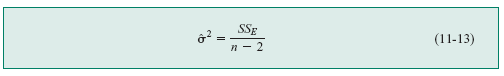 σ̂² = SS_E / (n − 2) (11-13)